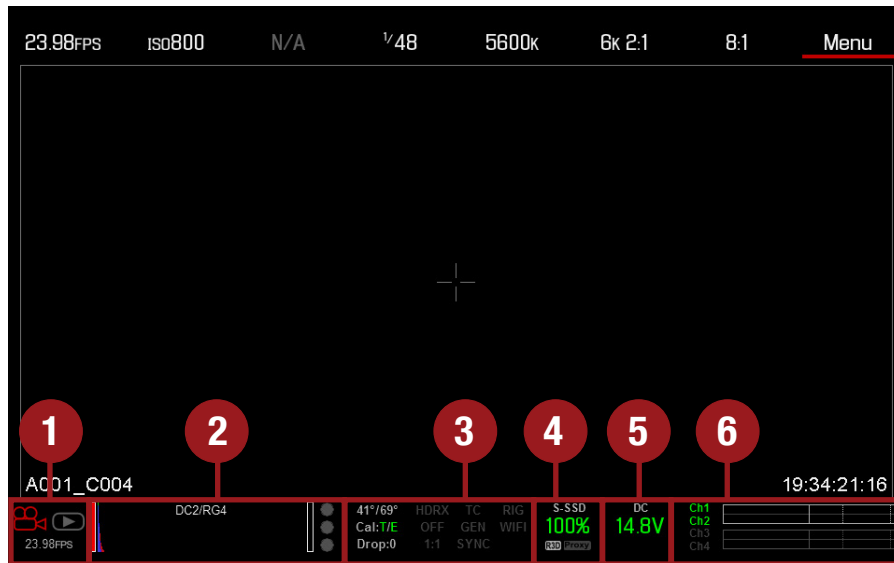 23.98FPS ISO800 N/A 1/48 5600K 6K 2:1 8:1 Menu
1 2 3 4 5 6
A001_C004 19:34:21:16
23.98FPS
DC2/RG4
41°/69° HDRX TC RIG
Cal:T/E OFF GEN WIFI
Drop:0 1:1 SYNC
S-SSD
100%
R3D Proxy
DC
14.8V
Ch1
Ch2
Ch3
Ch4